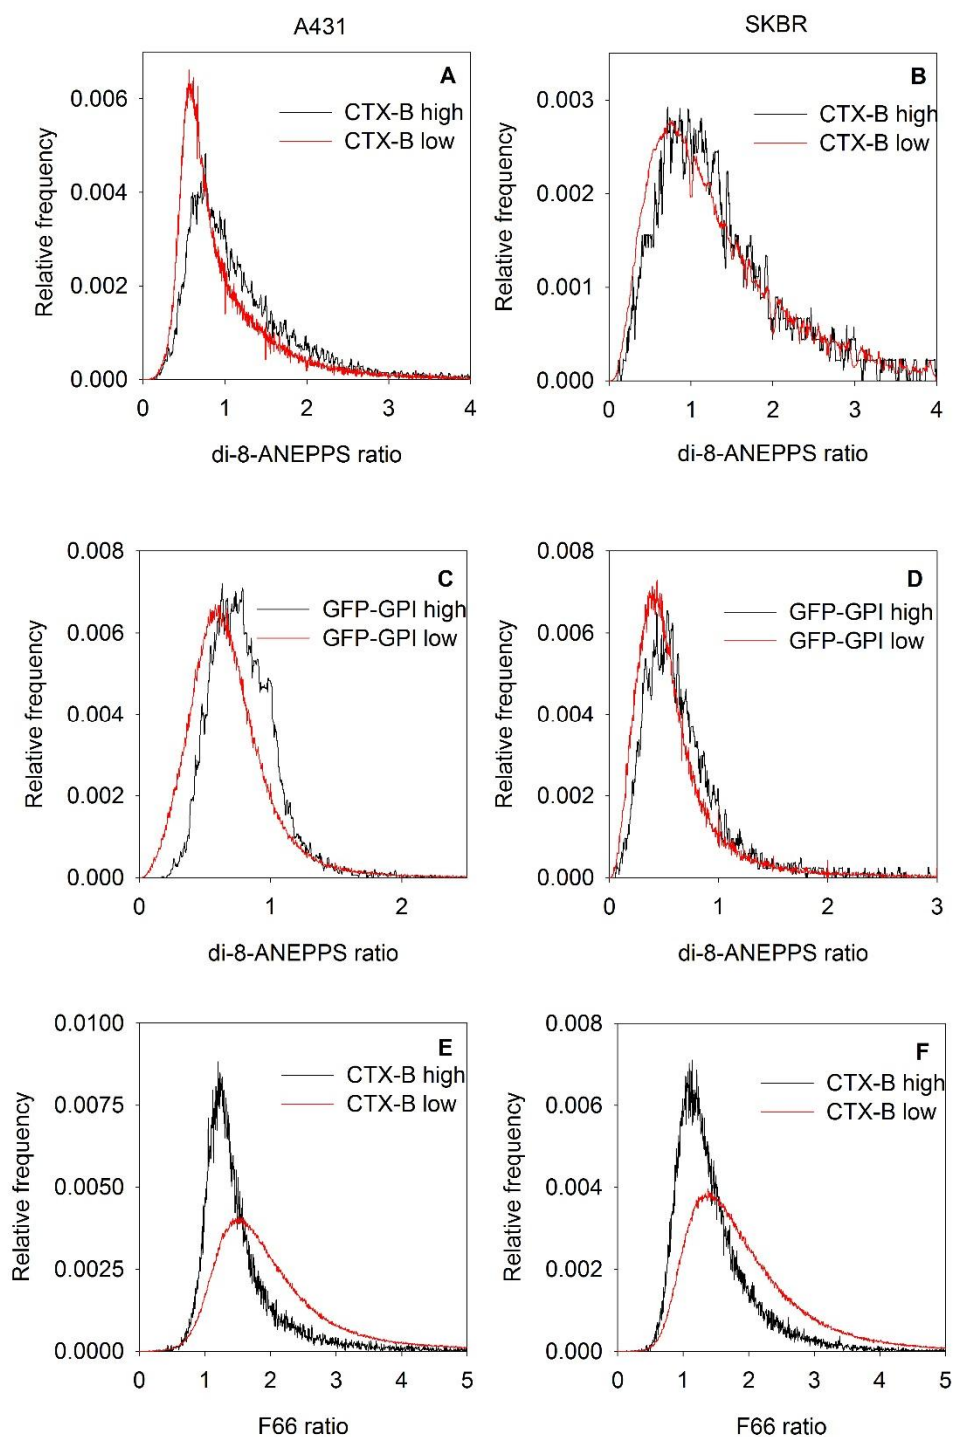 A431
SKBR
A
CTX-B high
CTX-B low
Relative frequency
0.006
0.004
0.002
0.000
0 1 2 3 4
di-8-ANEPPS ratio
B
CTX-B high
CTX-B low
Relative frequency
0.003
0.002
0.001
0.000
0 1 2 3 4
di-8-ANEPPS ratio
C
GFP-GPI high
GFP-GPI low
Relative frequency
0.008
0.006
0.004
0.002
0.000
0 1 2
di-8-ANEPPS ratio
D
GFP-GPI high
GFP-GPI low
Relative frequency
0.008
0.006
0.004
0.002
0.000
0 1 2 3
di-8-ANEPPS ratio
E
CTX-B high
CTX-B low
Relative frequency
0.0100
0.0075
0.0050
0.0025
0.0000
0 1 2 3 4 5
F66 ratio
F
CTX-B high
CTX-B low
Relative frequency
0.008
0.006
0.004
0.002
0.000
0 1 2 3 4 5
F66 ratio